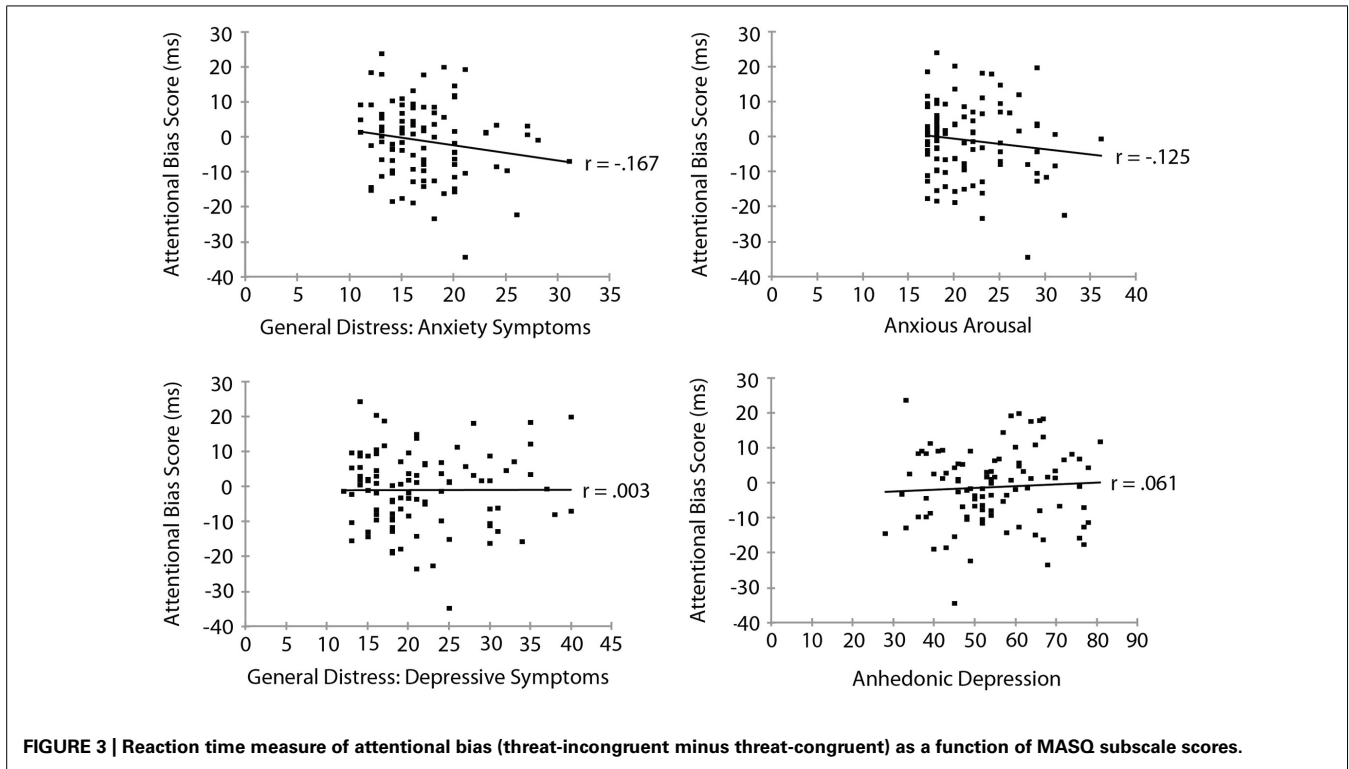 Attentional Bias Score (ms)
30
20
10
0
-10
-20
-30
-40
r = -.167
0 5 10 15 20 25 30 35
General Distress: Anxiety Symptoms
Attentional Bias Score (ms)
30
20
10
0
-10
-20
-30
-40
r = -.125
0 5 10 15 20 25 30 35 40
Anxious Arousal
Attentional Bias Score (ms)
30
20
10
0
-10
-20
-30
-40
r = .003
0 5 10 15 20 25 30 35 40 45
General Distress: Depressive Symptoms
Attentional Bias Score (ms)
30
20
10
0
-10
-20
-30
-40
r = .061
0 10 20 30 40 50 60 70 80 90
Anhedonic Depression
FIGURE 3 | Reaction time measure of attentional bias (threat-incongruent minus threat-congruent) as a function of MASQ subscale scores.